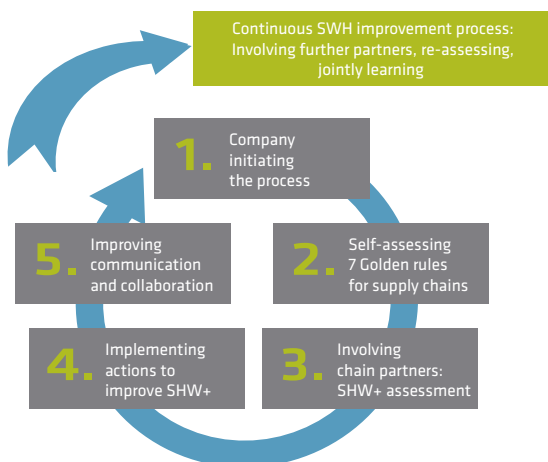 Continuous SWH improvement process:
Involving further partners, re-assessing,
jointly learning
1. Company
initiating
the process
2. Self-assessing
7 Golden rules
for supply chains
3. Involving
chain partners:
SHW+ assessment
4. Implementing
actions to
improve SHW+
5. Improving
communication
and collaboration